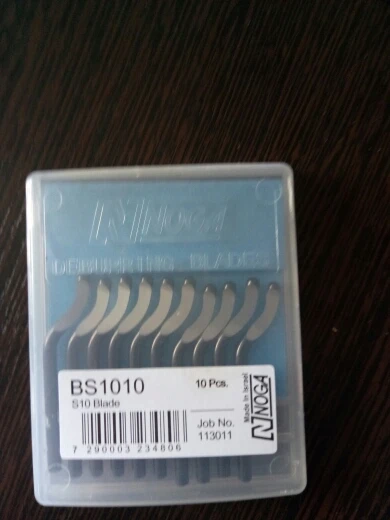 NOGA
DEBURRING BLADES
BS1010
10 Pcs.
S10 Blade
Job No.
113011
7 290003 234806
Made in Israel
NOGA